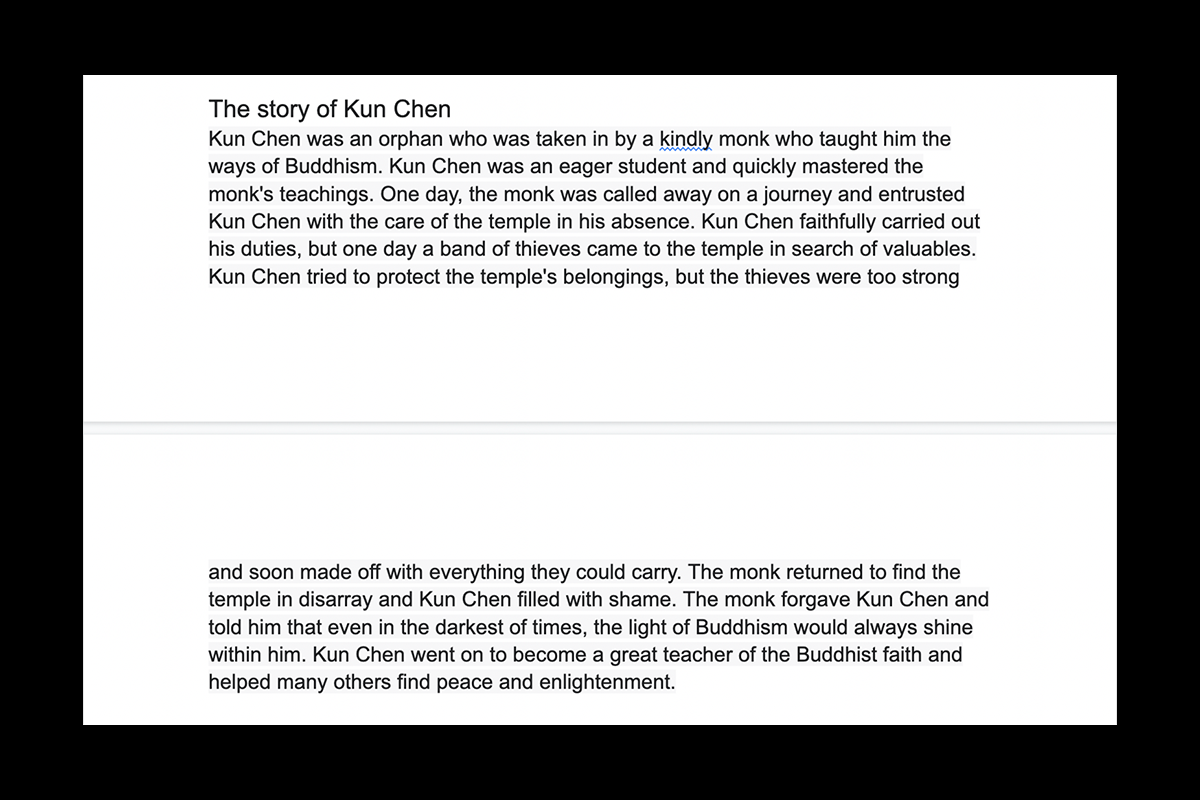 The story of Kun Chen
Kun Chen was an orphan who was taken in by a kindly monk who taught him the
ways of Buddhism. Kun Chen was an eager student and quickly mastered the
monk's teachings. One day, the monk was called away on a journey and entrusted
Kun Chen with the care of the temple in his absence. Kun Chen faithfully carried out
his duties, but one day a band of thieves came to the temple in search of valuables.
Kun Chen tried to protect the temple's belongings, but the thieves were too strong
and soon made off with everything they could carry. The monk returned to find the
temple in disarray and Kun Chen filled with shame. The monk forgave Kun Chen and
told him that even in the darkest of times, the light of Buddhism would always shine
within him. Kun Chen went on to become a great teacher of the Buddhist faith and
helped many others find peace and enlightenment.